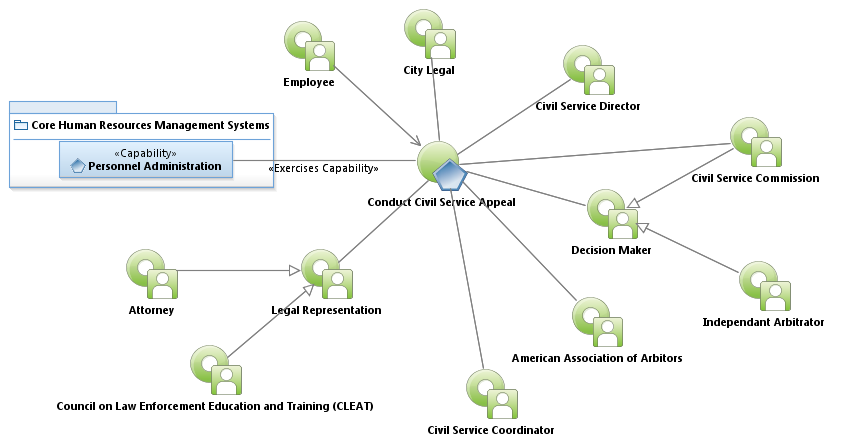 Employee
City Legal
Civil Service Director
Core Human Resources Management Systems
«Capability»
Personnel Administration
«Exercises Capability»
Civil Service Commission
Conduct Civil Service Appeal
Decision Maker
Attorney
Legal Representation
Independant Arbitrator
American Association of Arbitors
Council on Law Enforcement Education and Training (CLEAT)
Civil Service Coordinator